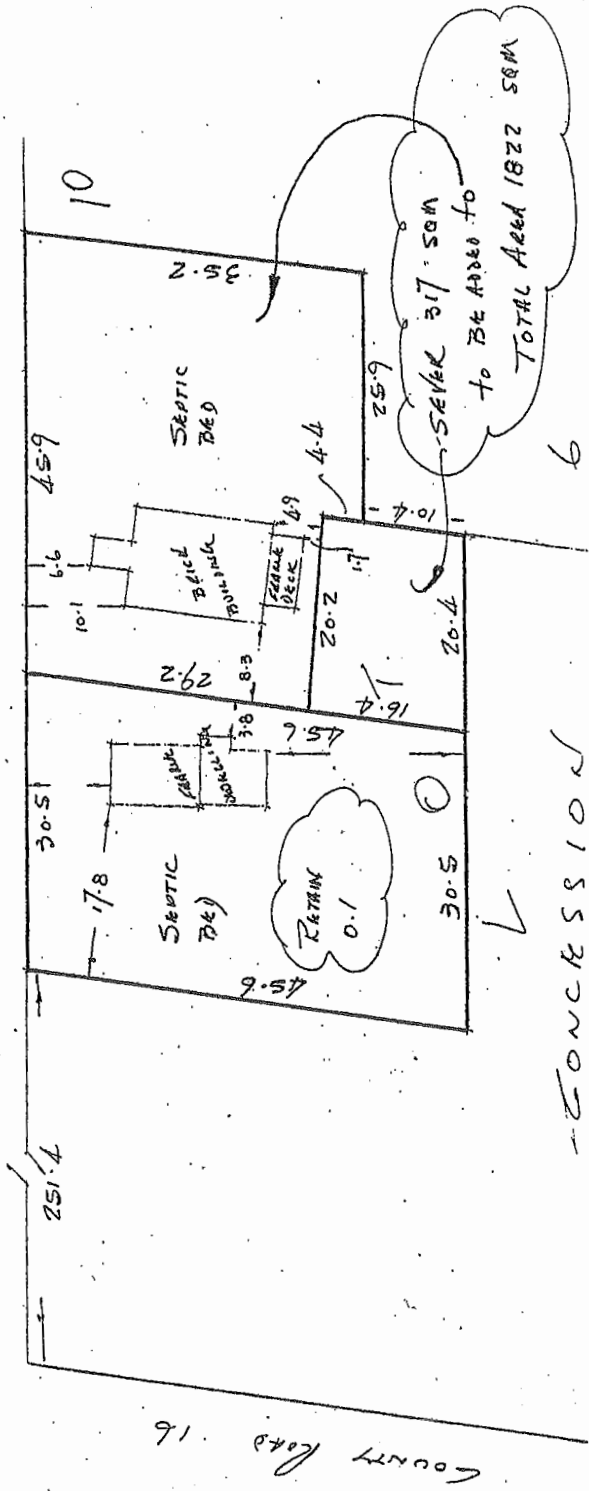 10
45.9
35.2
6.6
10.1
SEPTIC
BED
BRICK
BUILDING
FRAME
DECK
4.9
25.9
4.4
1.7
29.2
8.3
20.2
10.4
16.4
20.4
SEVER 317 SQM
to BE ADDED to
TOTAL AREA 1822 SQM
6
30.5
17.8
FRAME
DWELLING
3.8
45.6
SEPTIC
BED
RETAIN
0.1
45.6
30.5
L O
CONCESSION
251.4
COUNTY ROAD 16